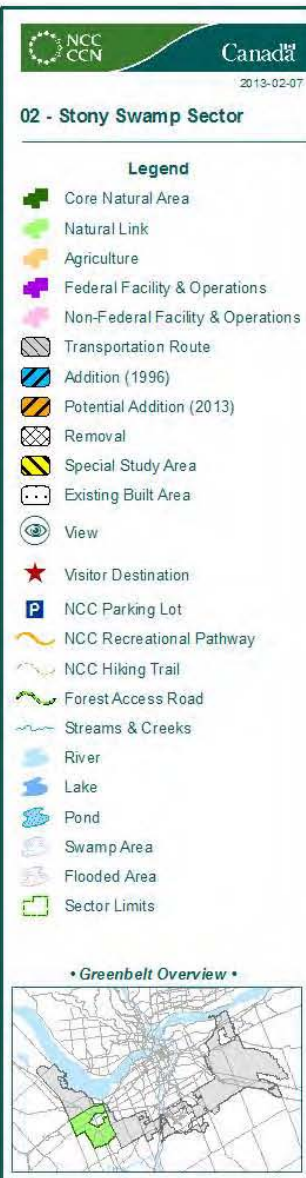 NCC
CCN
Canada
2013-02-07
02 - Stony Swamp Sector
Legend
Core Natural Area
Natural Link
Agriculture
Federal Facility & Operations
Non-Federal Facility & Operations
Transportation Route
Addition (1996)
Potential Addition (2013)
Removal
Special Study Area
Existing Built Area
View
Visitor Destination
P NCC Parking Lot
NCC Recreational Pathway
NCC Hiking Trail
Forest Access Road
Streams & Creeks
River
Lake
Pond
Swamp Area
Flooded Area
Sector Limits
• Greenbelt Overview •